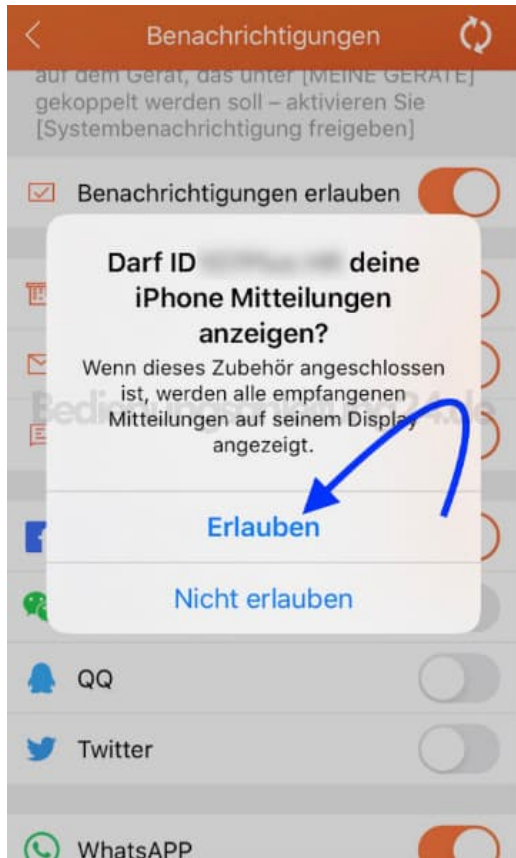 Benachrichtigungen
auf dem Gerät, das unter [MEINE GERÄTE]
gekoppelt werden soll – aktivieren Sie
[Systembenachrichtigung freigeben]
Benachrichtigungen erlauben
Darf ID deine
iPhone Mitteilungen
anzeigen?
Wenn dieses Zubehör angeschlossen
ist, werden alle empfangenen
Mitteilungen auf seinem Display
angezeigt.
Erlauben
Nicht erlauben
QQ
Twitter
WhatsAPP